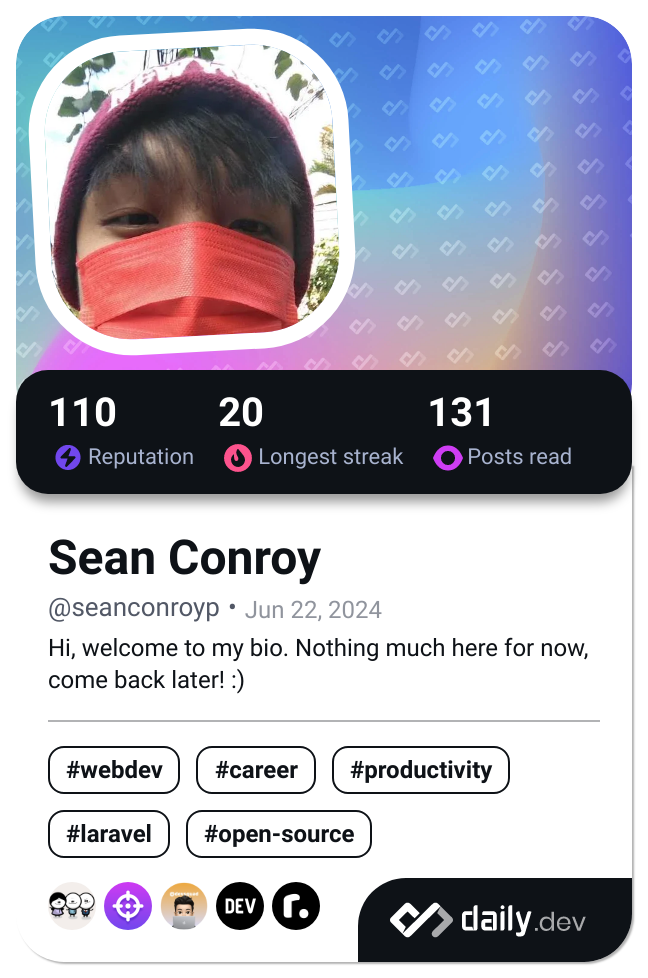 110 20 131
Reputation Longest streak Posts read
Sean Conroy
@seanconroyp • Jun 22, 2024
Hi, welcome to my bio. Nothing much here for now,
come back later! :)
#webdev #career #productivity
#laravel #open-source
DEV r.
daily.dev